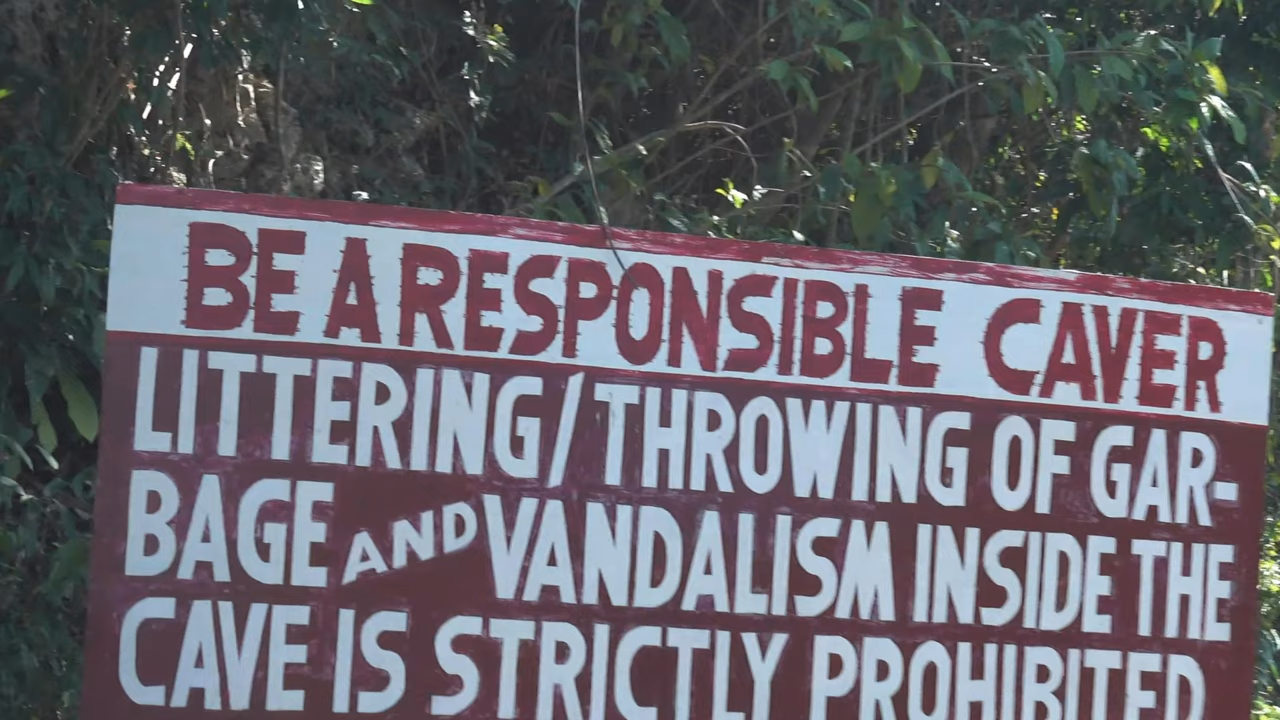 BE A RESPONSIBLE CAVER
LITTERING/THROWING OF GAR-
BAGE AND VANDALISM INSIDE THE
CAVE IS STRICTLY PROHIBITED